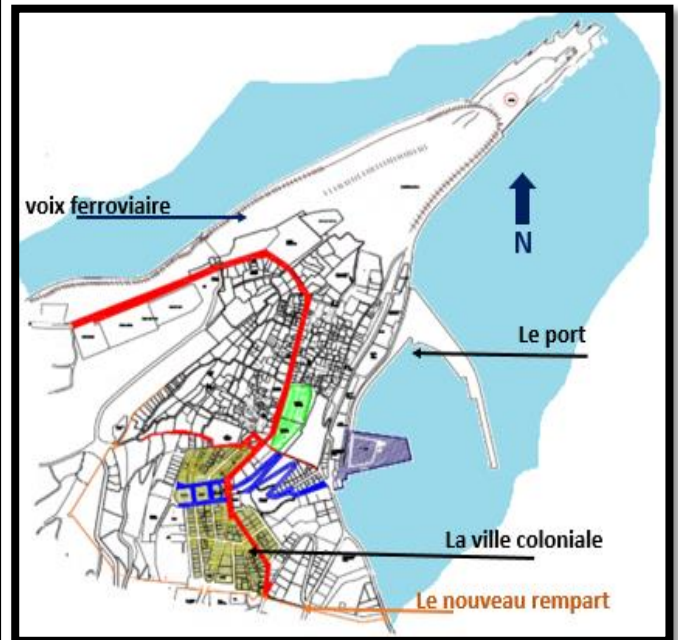 voix ferroviaire
N
Le port
La ville coloniale
Le nouveau rempart